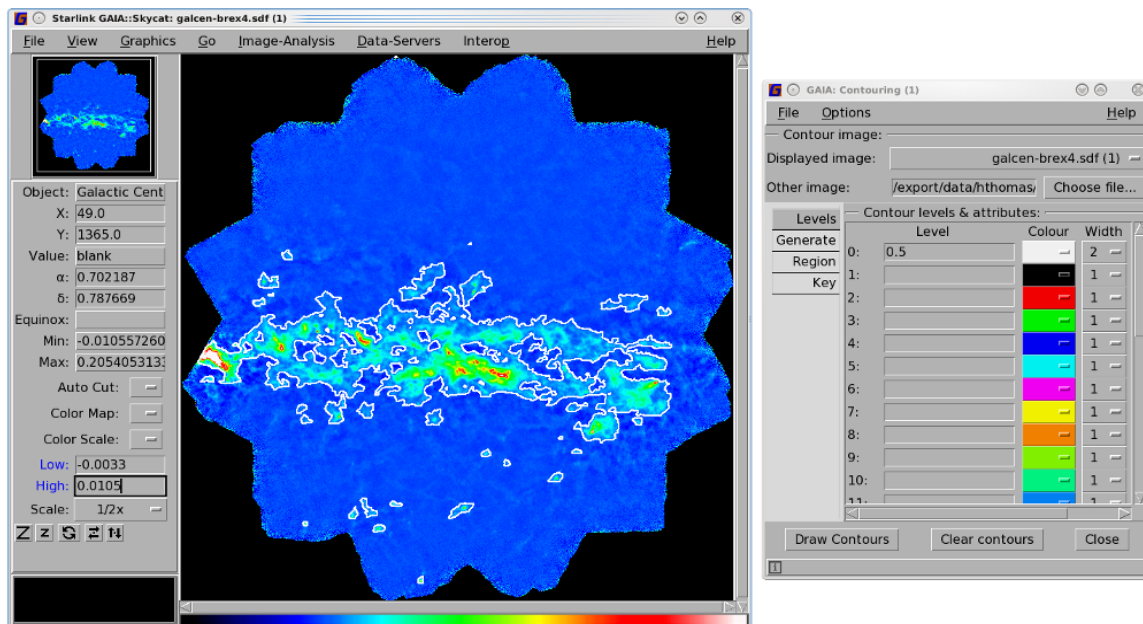 Starlink GAIA::Skycat: galcen-brex4.sdf (1)
File View Graphics Go Image-Analysis Data-Servers Interop Help
Object: Galactic Cent
X: 49.0
Y: 1365.0
Value: blank
α: 0.702187
δ: 0.787669
Equinox:
Min: -0.010557260
Max: 0.2054053133
Auto Cut:
Color Map:
Color Scale:
Low: -0.0033
High: 0.0105
Scale: 1/2x
Z z
GAIA: Contouring (1)
File Options Help
Contour image:
Displayed image: galcen-brex4.sdf (1)
Other image: /export/data/hthomas/ Choose file...
Levels
Generate
Region
Key
Contour levels & attributes:
Level Colour Width
0: 0.5 2
1: 1
2: 1
3: 1
4: 1
5: 1
6: 1
7: 1
8: 1
9: 1
10: 1
11: 1
Draw Contours Clear contours Close